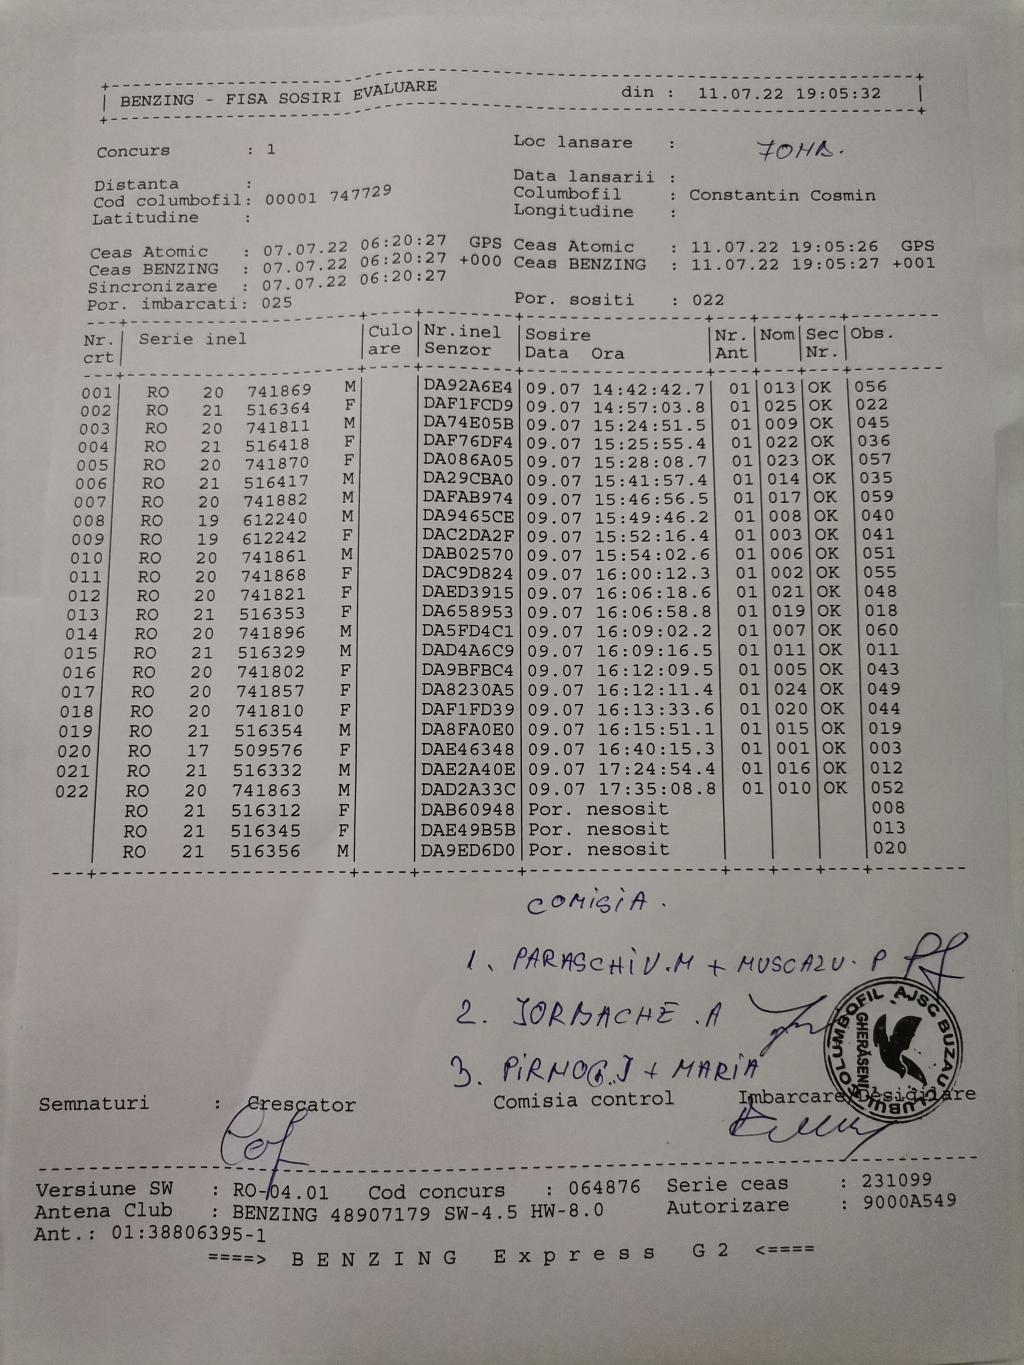 BENZING - FISA SOSIRI EVALUARE din : 11.07.22 19:05:32
Concurs : 1 Loc lansare :
Distanta : Data lansarii :
Cod columbofil: 00001 747729 Columbofil : Constantin Cosmin
Latitudine : Longitudine :
Ceas Atomic : 07.07.22 06:20:27 GPS Ceas Atomic : 11.07.22 19:05:26 GPS
Ceas BENZING : 07.07.22 06:20:27 +000 Ceas BENZING : 11.07.22 19:05:27 +001
Sincronizare : 07.07.22 06:20:27
Por. imbarcati: 025 Por. sositi : 022
Nr. crt Serie inel Culo are Nr.inel Senzor Sosire Data Ora Nr. Ant Nom Sec Nr. Obs.
001 RO 20 741869 M DA92A6E4 09.07 14:42:42.7 01 013 OK 056
002 RO 21 516364 F DAF1FCD9 09.07 14:57:03.8 01 025 OK 022
003 RO 20 741811 M DA74E05B 09.07 15:24:51.5 01 009 OK 045
004 RO 21 516418 F DAF76DF4 09.07 15:25:55.4 01 022 OK 036
005 RO 20 741870 F DA086A05 09.07 15:28:08.7 01 023 OK 057
006 RO 21 516417 M DA29CBA0 09.07 15:41:57.4 01 014 OK 035
007 RO 20 741882 M DAFAB974 09.07 15:46:56.5 01 017 OK 059
008 RO 19 612240 M DA9465CE 09.07 15:49:46.2 01 008 OK 040
009 RO 19 612242 F DAC2DA2F 09.07 15:52:16.4 01 003 OK 041
010 RO 20 741861 M DAB02570 09.07 15:54:02.6 01 006 OK 051
011 RO 20 741868 F DAC9D824 09.07 16:00:12.3 01 002 OK 055
012 RO 20 741821 F DAED3915 09.07 16:06:18.6 01 021 OK 048
013 RO 21 516353 F DA658953 09.07 16:06:58.8 01 019 OK 018
014 RO 20 741896 M DA5FD4C1 09.07 16:09:02.2 01 007 OK 060
015 RO 21 516329 M DAD4A6C9 09.07 16:09:16.5 01 011 OK 011
016 RO 20 741802 F DA9BFBC4 09.07 16:12:09.5 01 005 OK 043
017 RO 20 741857 F DA8230A5 09.07 16:12:11.4 01 024 OK 049
018 RO 20 741810 F DAF1FD39 09.07 16:13:33.6 01 020 OK 044
019 RO 21 516354 M DA8FA0E0 09.07 16:15:51.1 01 015 OK 019
020 RO 17 509576 F DAE46348 09.07 16:40:15.3 01 001 OK 003
021 RO 21 516332 M DAE2A40E 09.07 17:24:54.4 01 016 OK 012
022 RO 20 741863 M DAD2A33C 09.07 17:35:08.8 01 010 OK 052
RO 21 516312 F DAB60948 Por. nesosit 008
RO 21 516345 F DAE49B5B Por. nesosit 013
RO 21 516356 M DA9ED6D0 Por. nesosit 020
COMISIA.
1. PARASCHIV.M + MUSCALU. P
2. IORDACHE .A
3. + MARIA
CLUBUL COLUMBOFIL AJSC BUZAU
GHERĂSENI
Semnaturi : Crescator Comisia control Imbarcare/Desigilare
Versiune SW : RO-04.01 Cod concurs : 064876 Serie ceas : 231099
Antena Club : BENZING 48907179 SW-4.5 HW-8.0 Autorizare : 9000A549
Ant.: 01:38806395-1
====> B E N Z I N G E x p r e s s G 2 <====